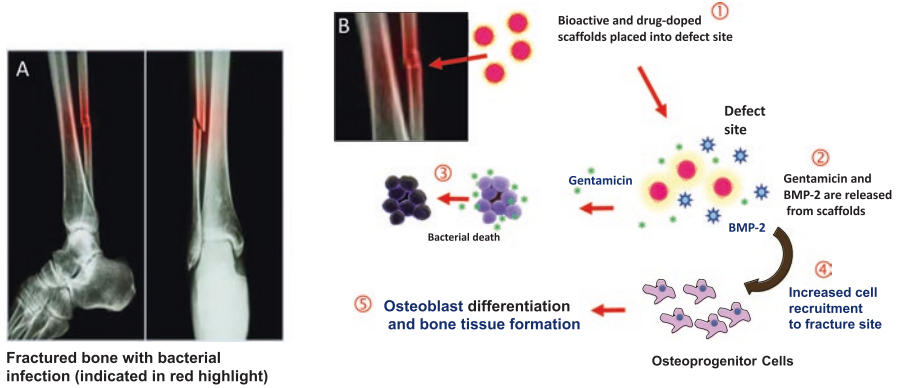 A
Fractured bone with bacterial
infection (indicated in red highlight)
B
①
Bioactive and drug-doped
scaffolds placed into defect site
Defect
site
②
Gentamicin and
BMP-2 are released
from scaffolds
BMP-2
Gentamicin
③
Bacterial death
④
Increased cell
recruitment
to fracture site
Osteoprogenitor Cells
⑤
Osteoblast differentiation
and bone tissue formation